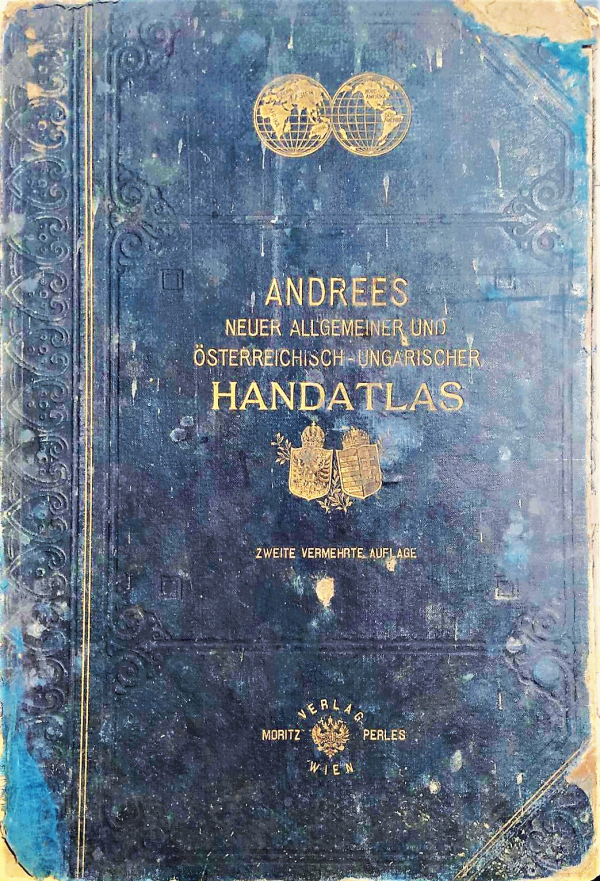 ANDREES
NEUER ALLGEMEINER UND
ÖSTERREICHISCH-UNGARISCHER
HANDATLAS
ZWEITE VERMEHRTE AUFLAGE
VERLAG
MORITZ PERLES
WIEN